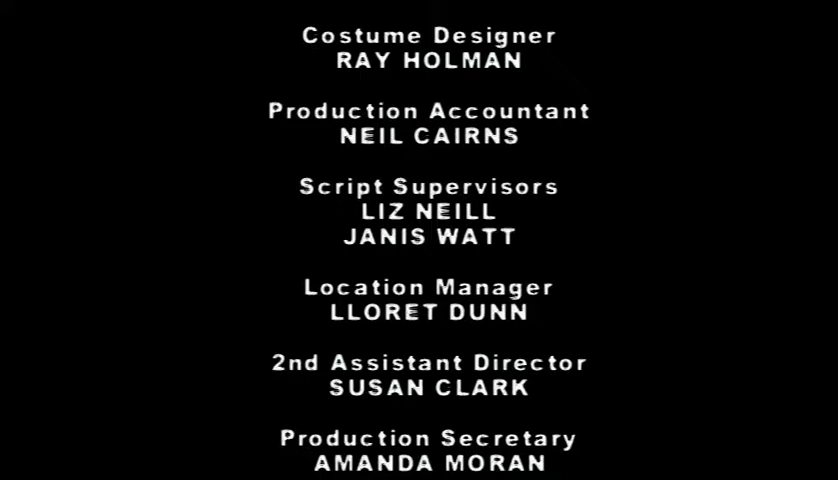 Costume Designer
RAY HOLMAN
Production Accountant
NEIL CAIRNS
Script Supervisors
LIZ NEILL
JANIS WATT
Location Manager
LLORET DUNN
2nd Assistant Director
SUSAN CLARK
Production Secretary
AMANDA MORAN